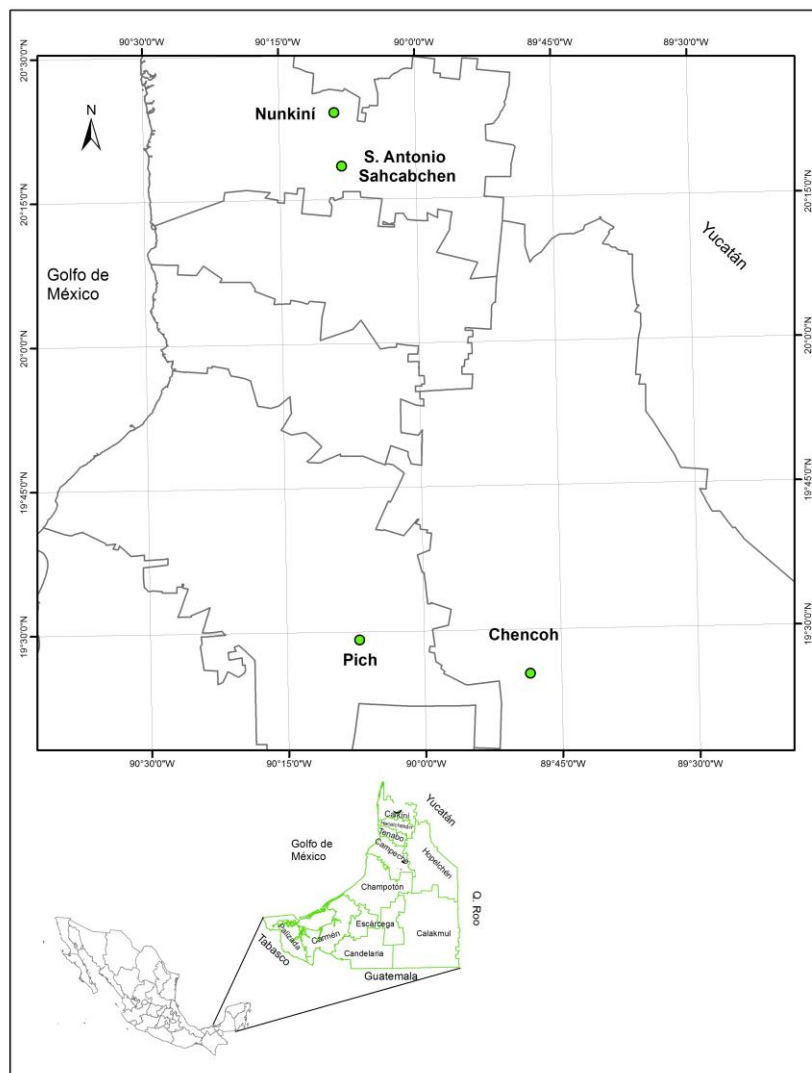 90°30'0"W 90°15'0"W 90°0'0"W 89°45'0"W 89°30'0"W
20°30'0"N
N
Nunkiní
S. Antonio
Sahcabchen
20°15'0"N
20°15'0"N
Yucatán
Golfo de
México
20°0'0"N
20°0'0"N
19°45'0"N
19°45'0"N
19°30'0"N
19°30'0"N
Chencoh
Pich
90°30'0"W 90°15'0"W 90°0'0"W 89°45'0"W 89°30'0"W
Yucatán
Calkiní
Tenabo
Golfo de
México
Campeche
Hopelchén
Champotón
Q. Roo
Escárcega
Palizada
Carmén
Calakmul
Tabasco
Candelaria
Guatemala